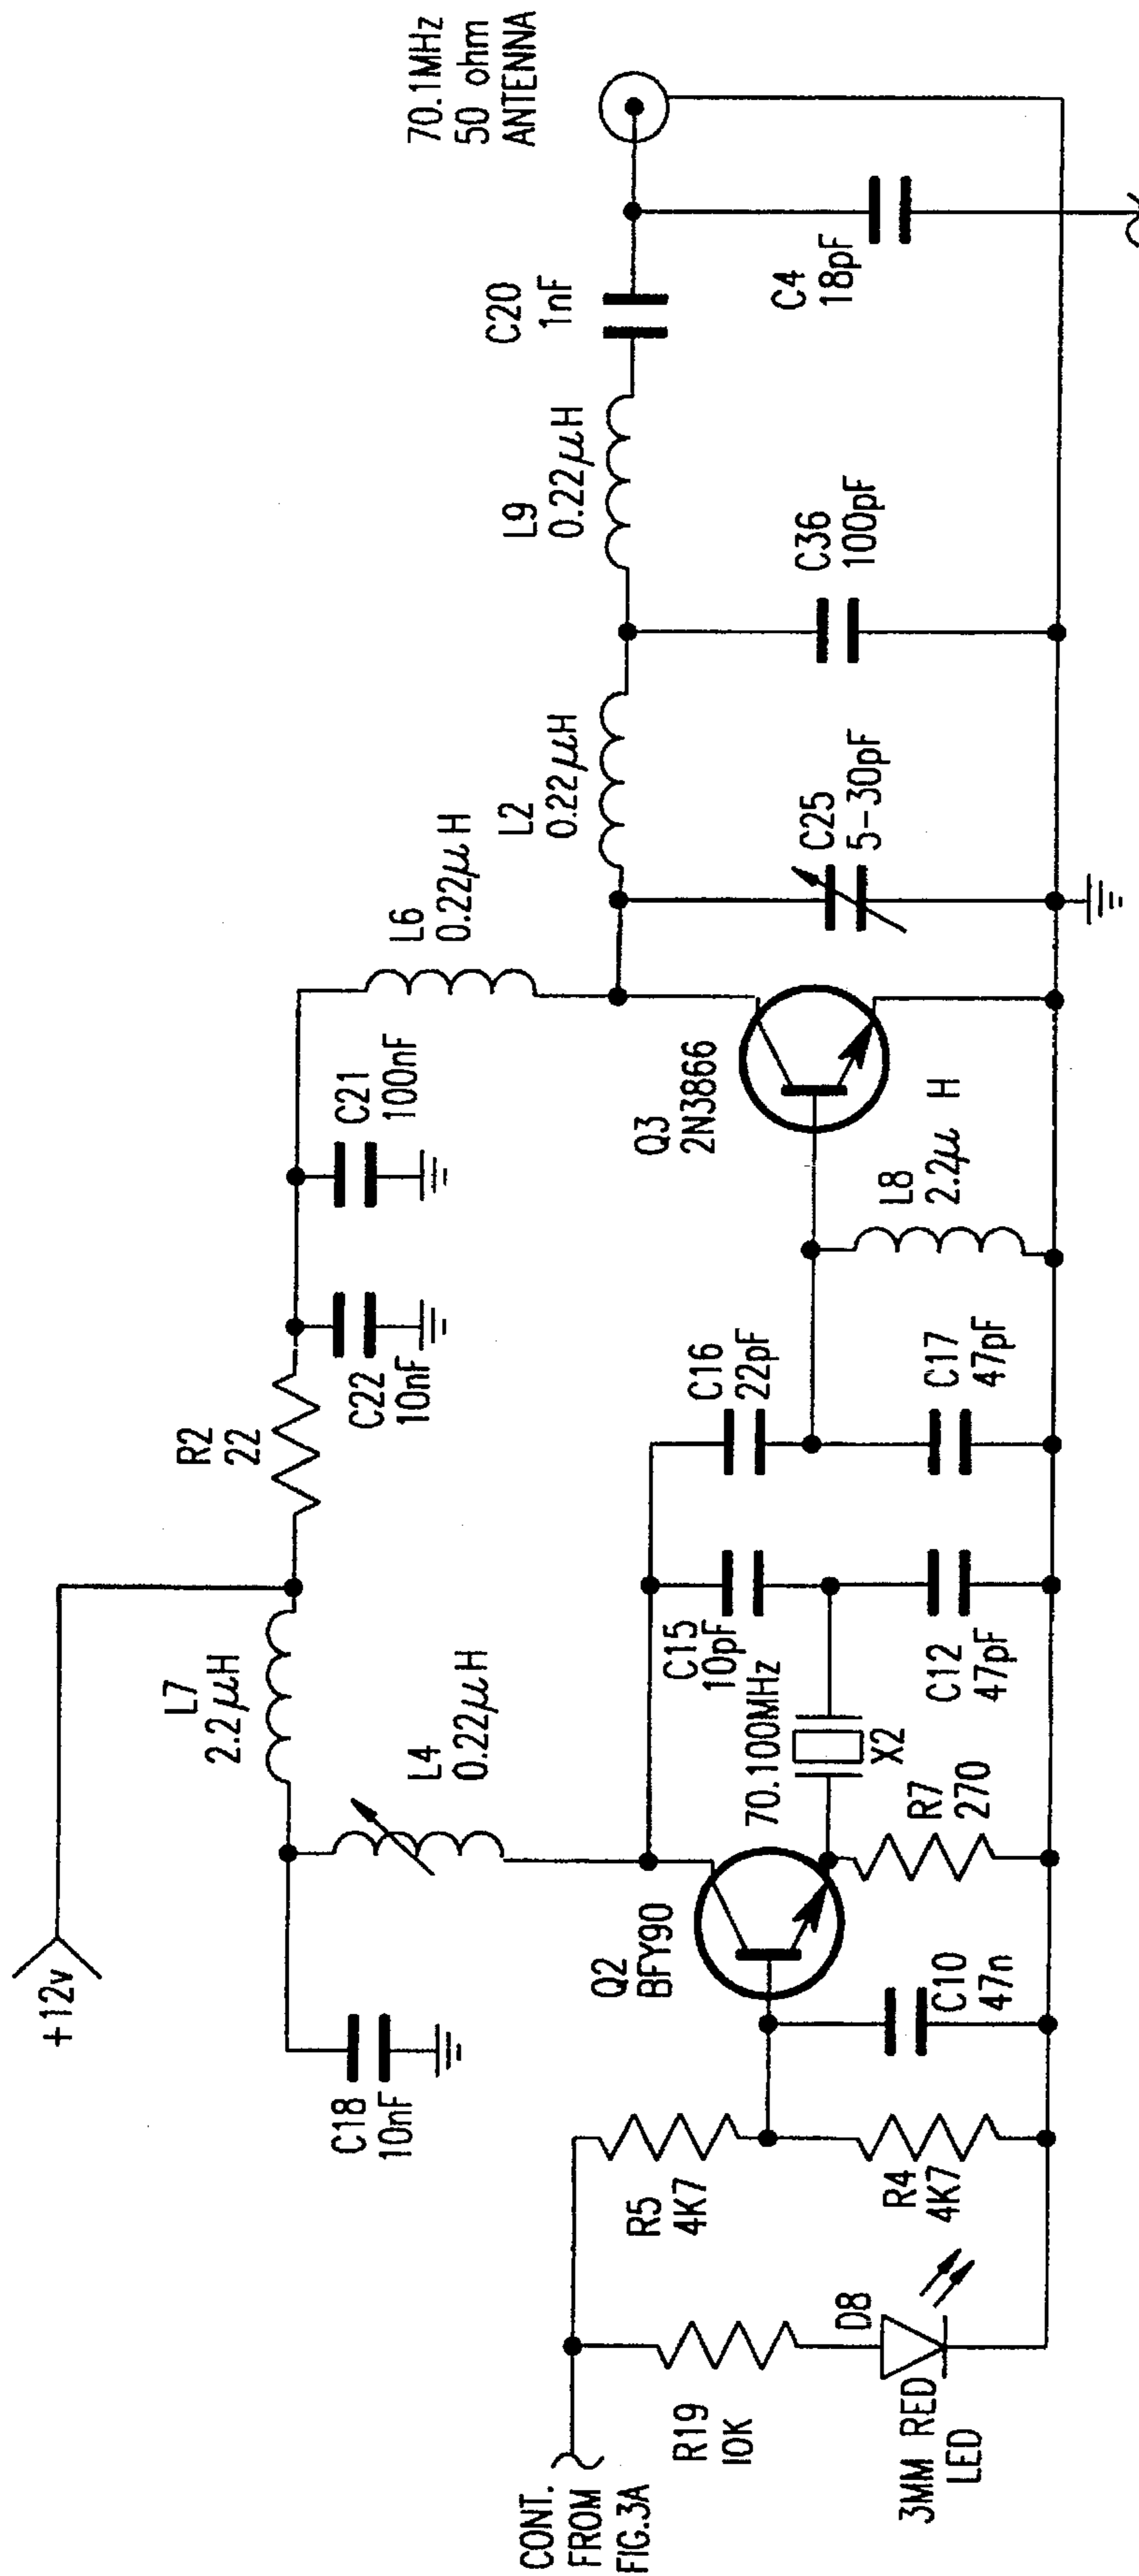 +12v
L7
2.2μH
R2
22
C18
10nF
L4
0.22μH
C22
10nF
C21
100nF
L6
0.22μH
L2
0.22μH
L9
0.22μH
C20
1nF
70.1MHz
50 ohm
ANTENNA
CONT.
FROM
FIG.3A
R5
4K7
R19
10K
D8
3MM RED
LED
R4
4K7
Q2
BFY90
C10
47n
70.100MHz
X2
R7
270
C15
10pF
C12
47pF
C16
22pF
C17
47pF
Q3
2N3866
L8
2.2μ H
C25
5-30pF
C36
100pF
C4
18pF